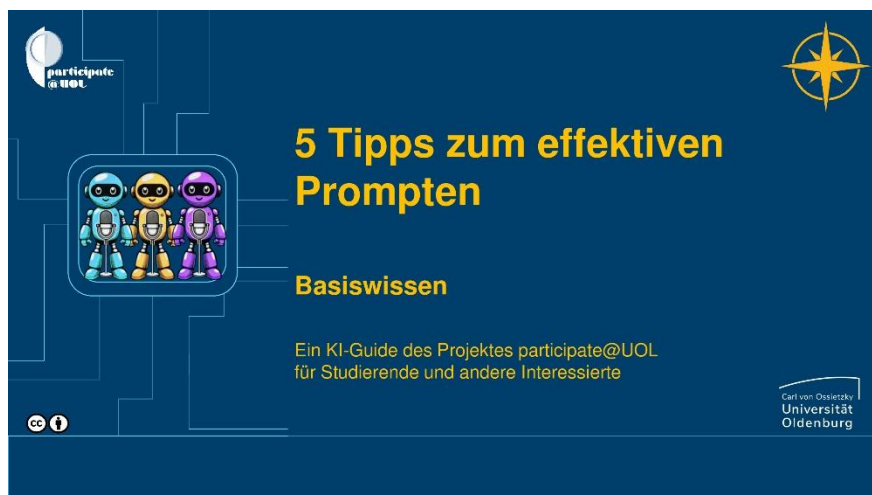 participate
@UOL
5 Tipps zum effektiven
Prompten
Basiswissen
Ein KI-Guide des Projektes participate@UOL
für Studierende und andere Interessierte
cc
Carl von Ossietzky
Universität
Oldenburg